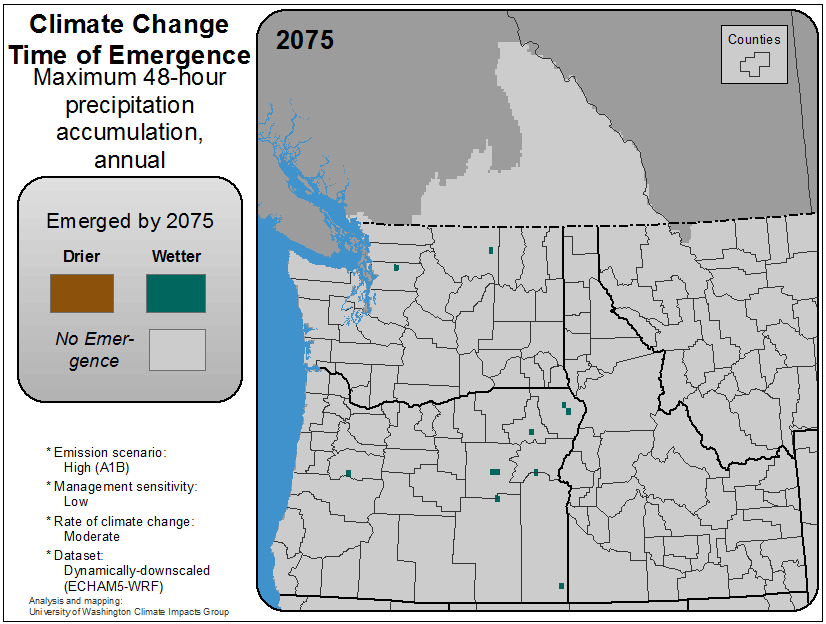 Climate Change
Time of Emergence
Maximum 48-hour
precipitation
accumulation,
annual
Emerged by 2075
Drier Wetter
No Emer-
gence
* Emission scenario:
High (A1B)
* Management sensitivity:
Low
* Rate of climate change:
Moderate
* Dataset:
Dynamically-downscaled
(ECHAM5-WRF)
Analysis and mapping:
University of Washington Climate Impacts Group
2075
Counties